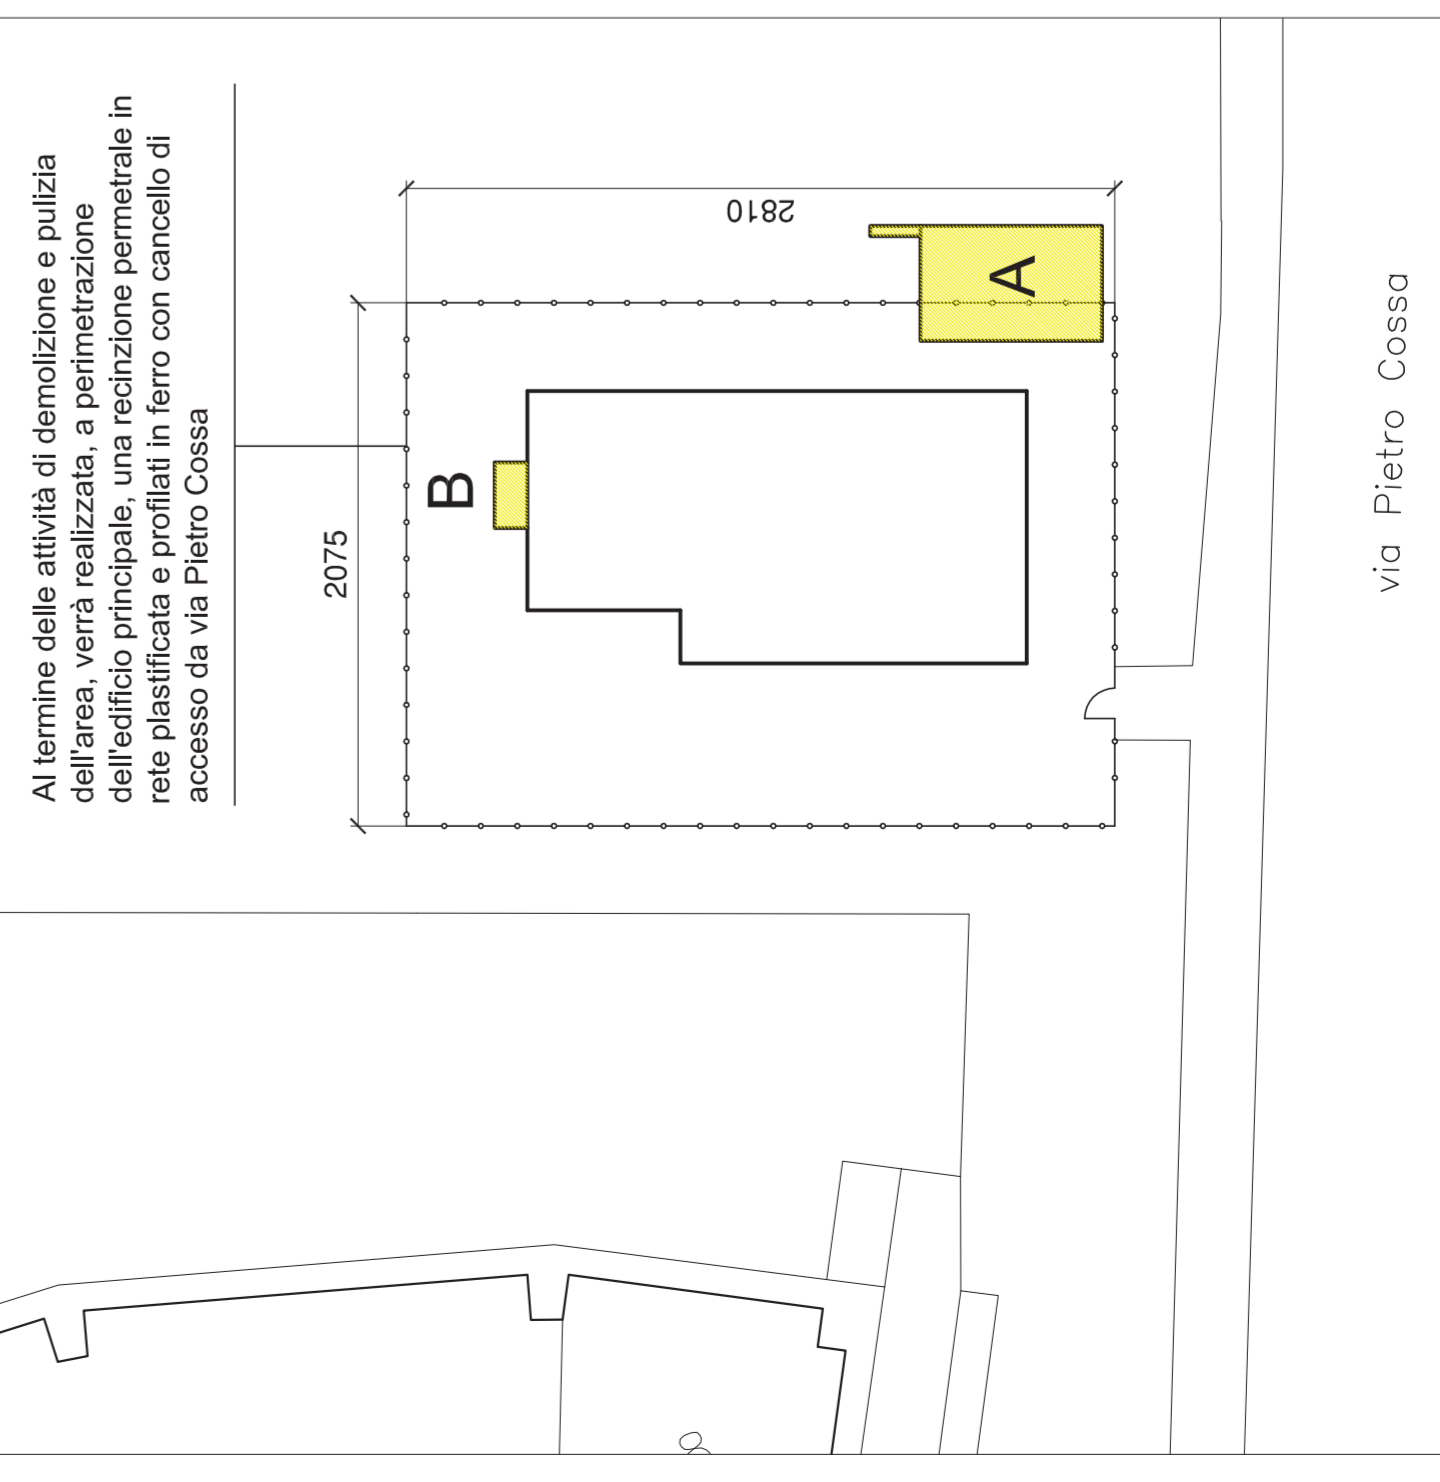 Al termine delle attività di demolizione e pulizia
dell'area, verrà realizzata, a perimetrazione
dell'edificio principale, una recinzione permetrale in
rete plastificata e profilati in ferro con cancello di
accesso da via Pietro Cossa
2075
2810
B
A
via Pietro Cossa